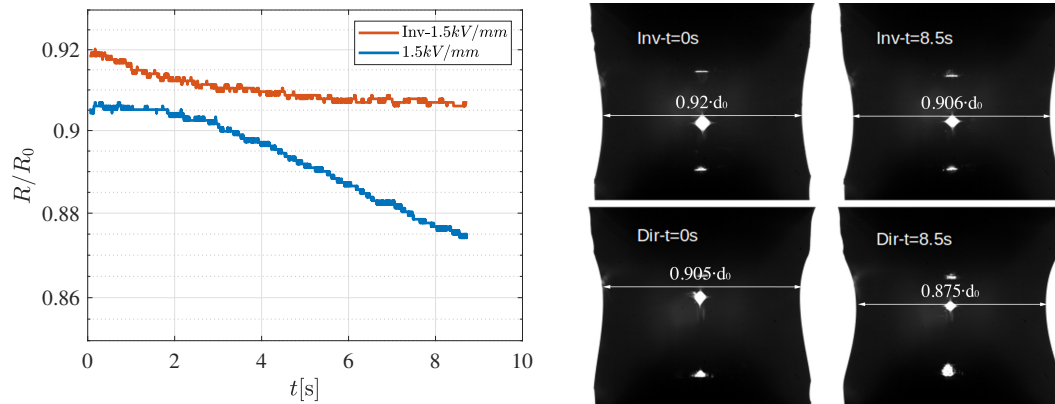 Inv-1.5kV/mm
1.5kV/mm
0.92
0.9
0.88
0.86
R/R₀
0 2 4 6 8 10
t[s]
Inv-t=0s
0.92·d₀
Inv-t=8.5s
0.906·d₀
Dir-t=0s
0.905·d₀
Dir-t=8.5s
0.875·d₀